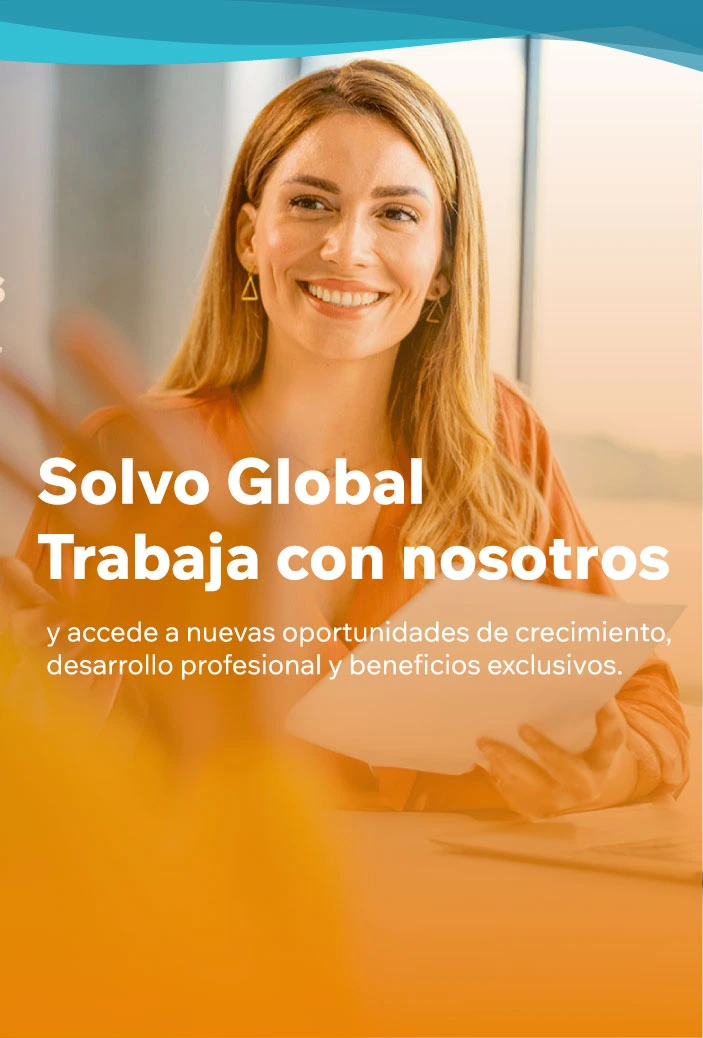 Solvo Global
Trabaja con nosotros
y accede a nuevas oportunidades de crecimiento,
desarrollo profesional y beneficios exclusivos.